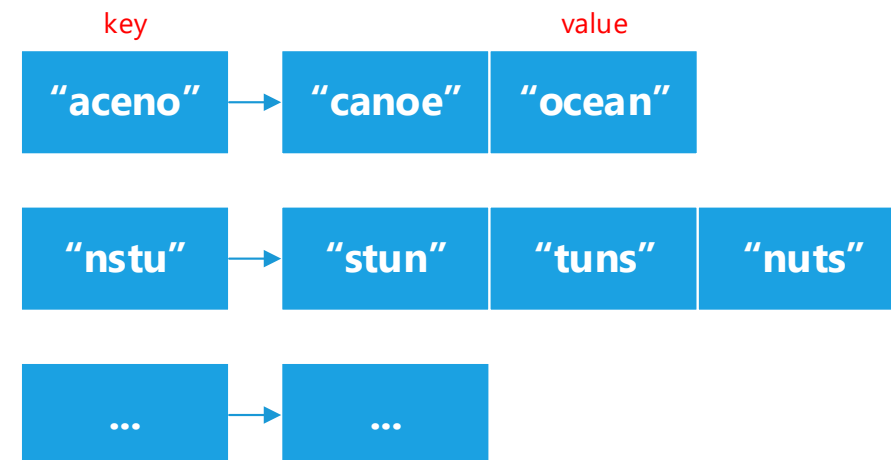 key value
“aceno” “canoe” “ocean”
“nstu” “stun” “tuns” “nuts”
... ...